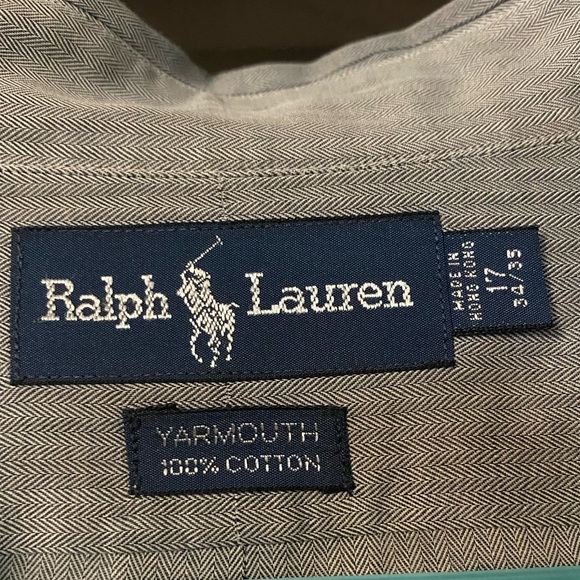 Ralph Lauren
MADE IN
HONG KONG
17
34/35
YARMOUTH
100% COTTON